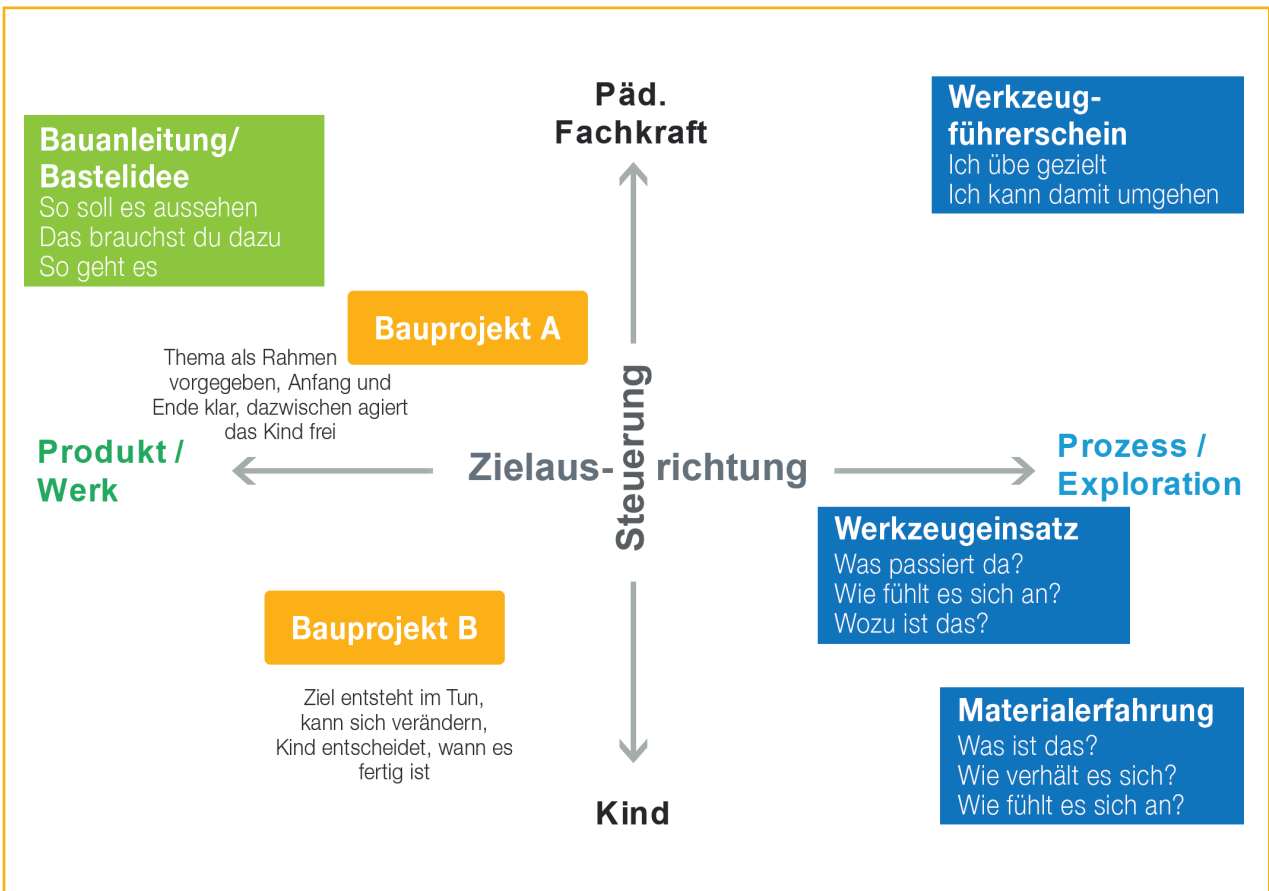 Päd.
Fachkraft
Werkzeug-
führerschein
Ich übe gezielt
Ich kann damit umgehen
Bauanleitung/
Bastelidee
So soll es aussehen
Das brauchst du dazu
So geht es
Bauprojekt A
Thema als Rahmen
vorgegeben, Anfang und
Ende klar, dazwischen agiert
das Kind frei
Produkt /
Werk
Zielaus- richtung
Steuerung
Prozess /
Exploration
Werkzeugeinsatz
Was passiert da?
Wie fühlt es sich an?
Wozu ist das?
Bauprojekt B
Ziel entsteht im Tun,
kann sich verändern,
Kind entscheidet, wann es
fertig ist
Materialerfahrung
Was ist das?
Wie verhält es sich?
Wie fühlt es sich an?
Kind